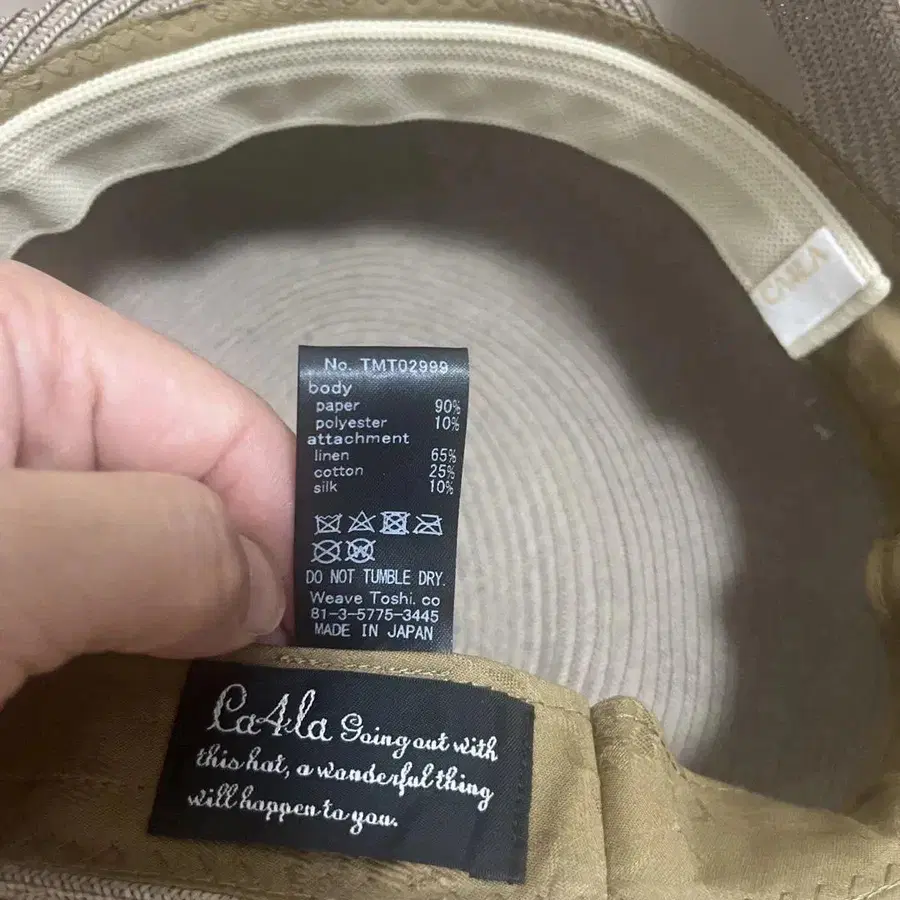 CA4LA
No. TMT02999
body
paper 90%
polyester 10%
attachment
linen 65%
cotton 25%
silk 10%
DO NOT TUMBLE DRY.
Weave Toshi. co
81-3-5775-3445
MADE IN JAPAN
Ca4la Going out with
this hat, a wonderful thing
will happen to you.